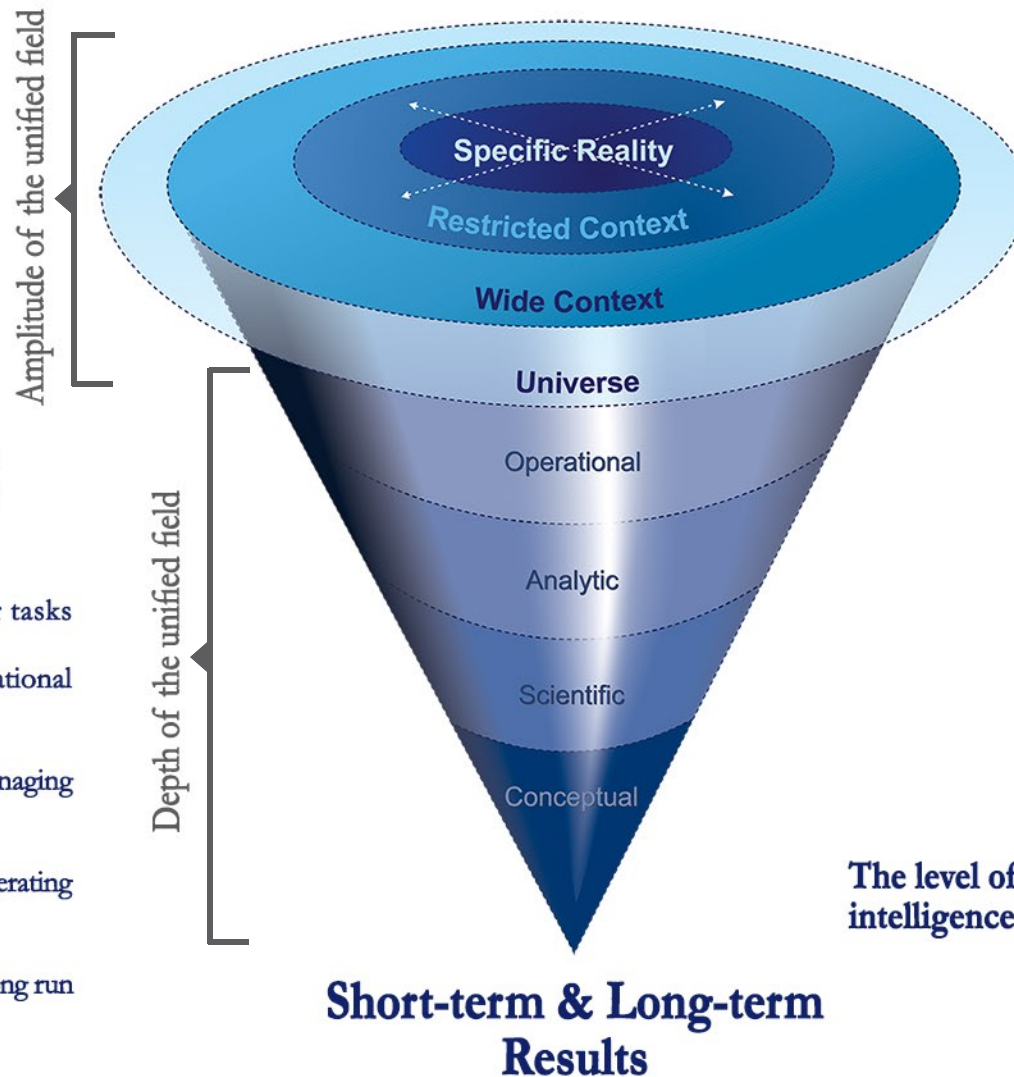 Amplitude of the unified field
Specific Reality
Restricted Context
Wide Context
Universe
Depth of the unified field
Operational
Analytic
Scientific
Conceptual
tasks
ational
naging
erating
ng run
The level of
intelligence
Short-term & Long-term
Results